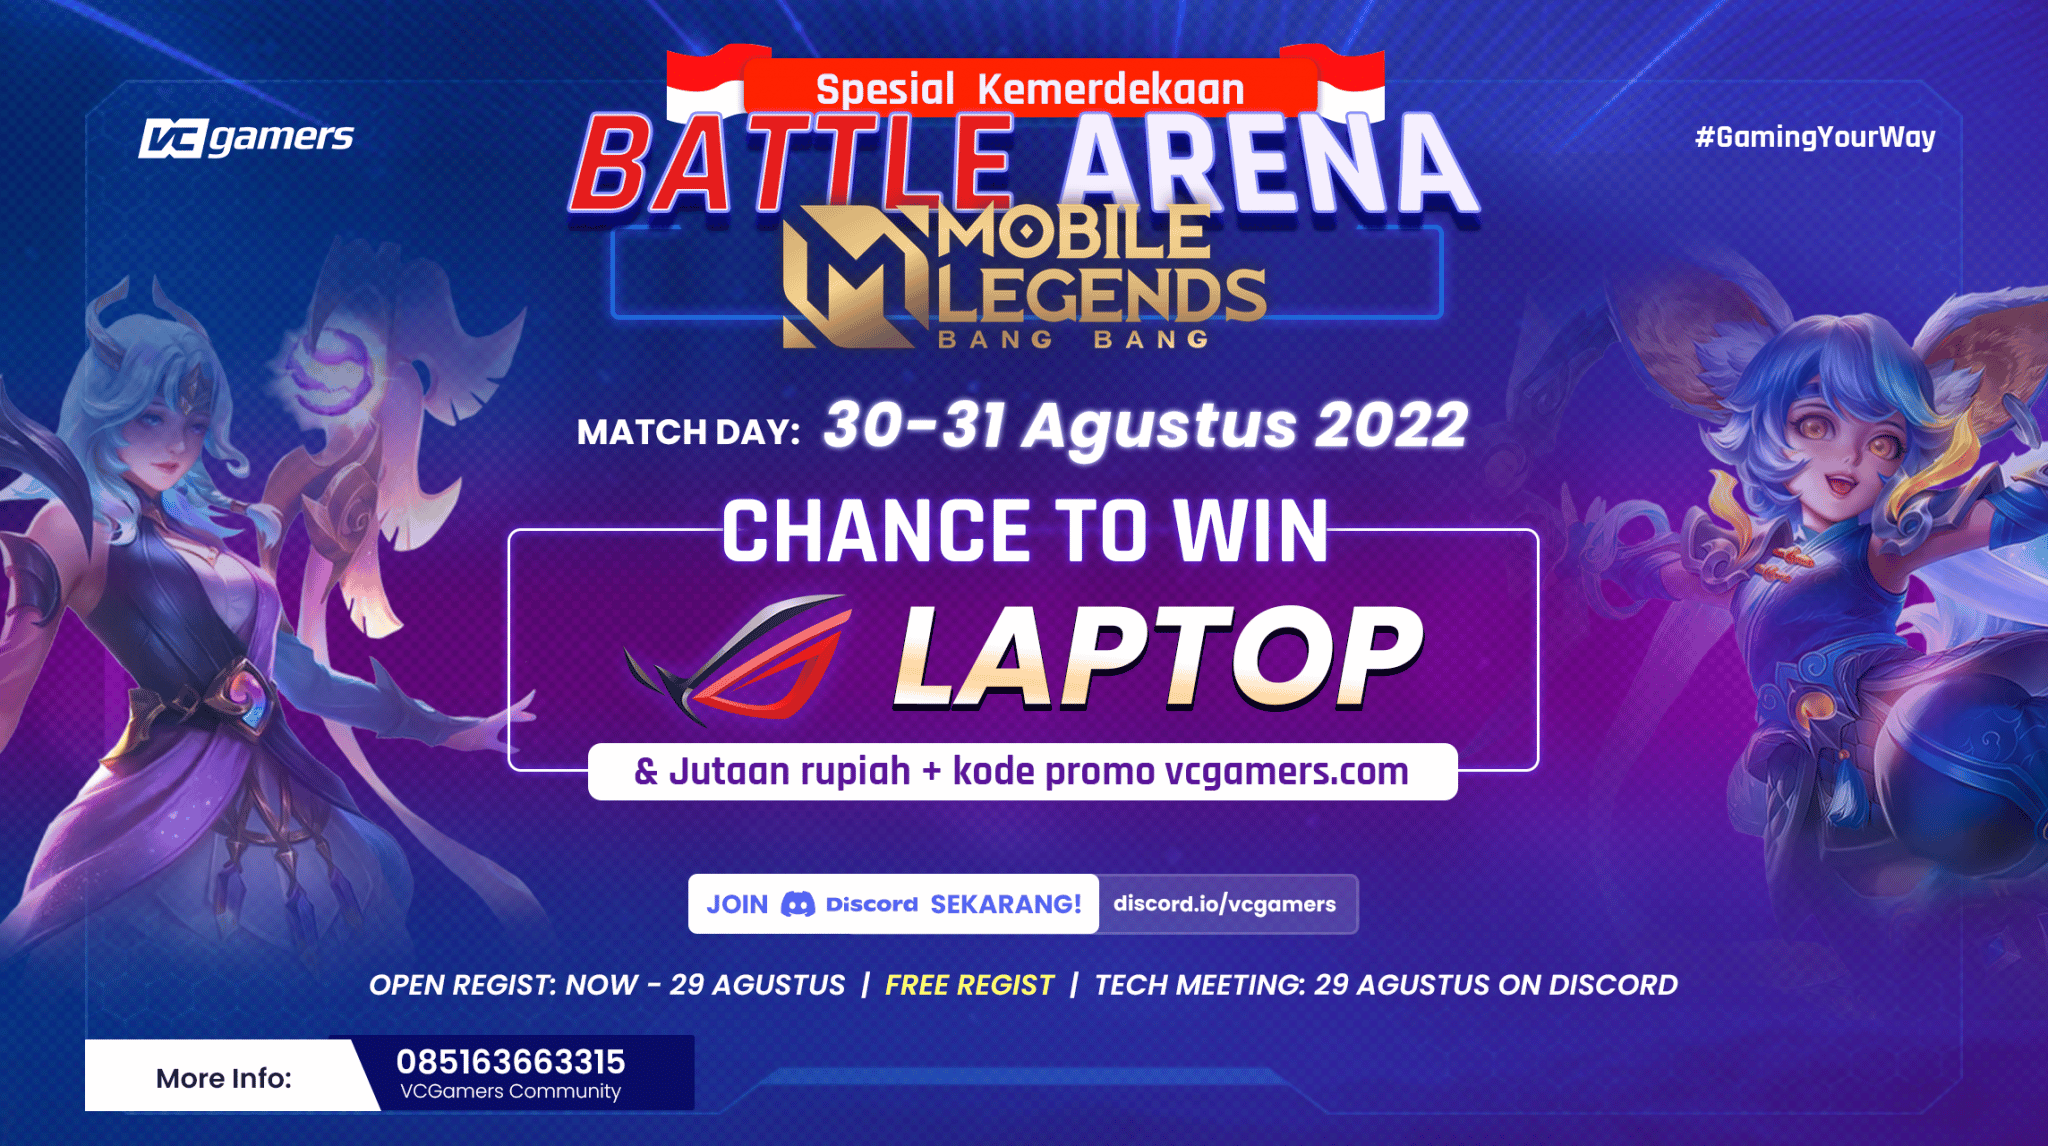 Spesial Kemerdekaan
VCgamers
BATTLE ARENA
#GamingYourWay
MOBILE
LEGENDS
BANG BANG
MATCH DAY: 30-31 Agustus 2022
CHANCE TO WIN
LAPTOP
& Jutaan rupiah + kode promo vcgamers.com
JOIN Discord SEKARANG! discord.io/vcgamers
OPEN REGIST: NOW - 29 AGUSTUS | FREE REGIST | TECH MEETING: 29 AGUSTUS ON DISCORD
More Info: 085163663315
VCGamers Community